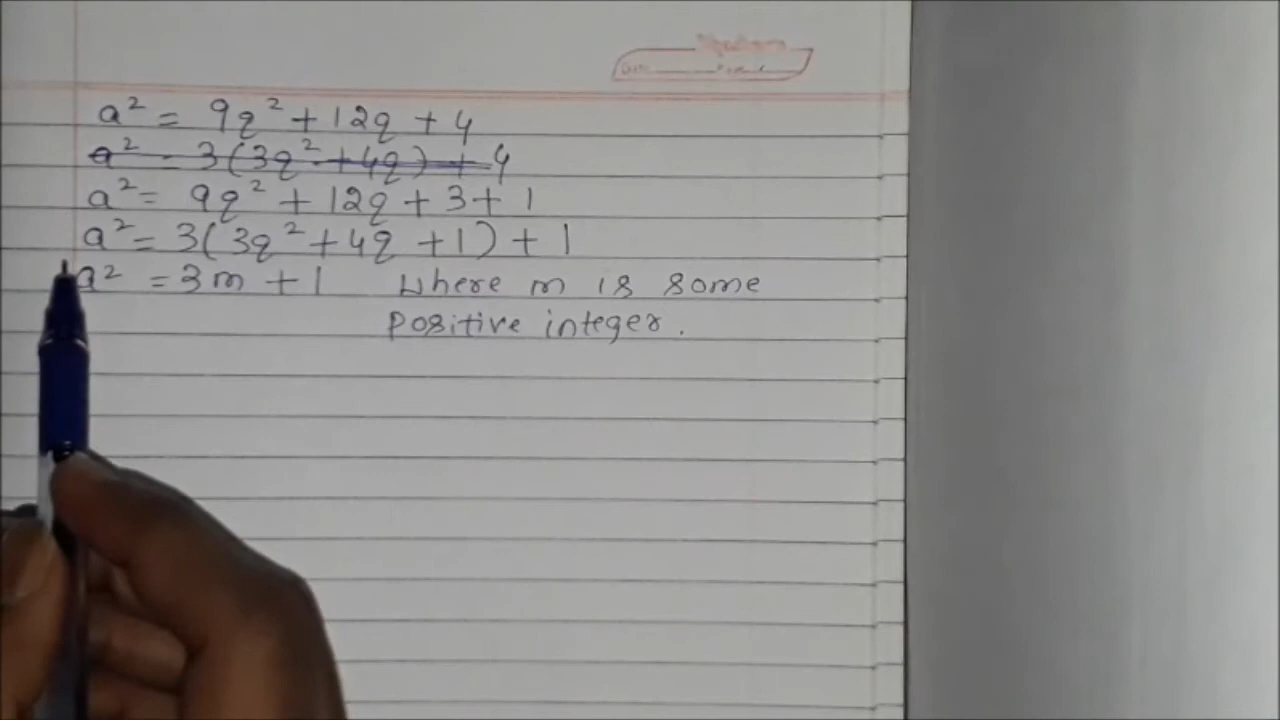 a² = 9q² + 12q + 4
a² = 3(3q² + 4q) + 4
a² = 9q² + 12q + 3 + 1
a² = 3(3q² + 4q + 1) + 1
a² = 3m + 1 where m is some
positive integer.